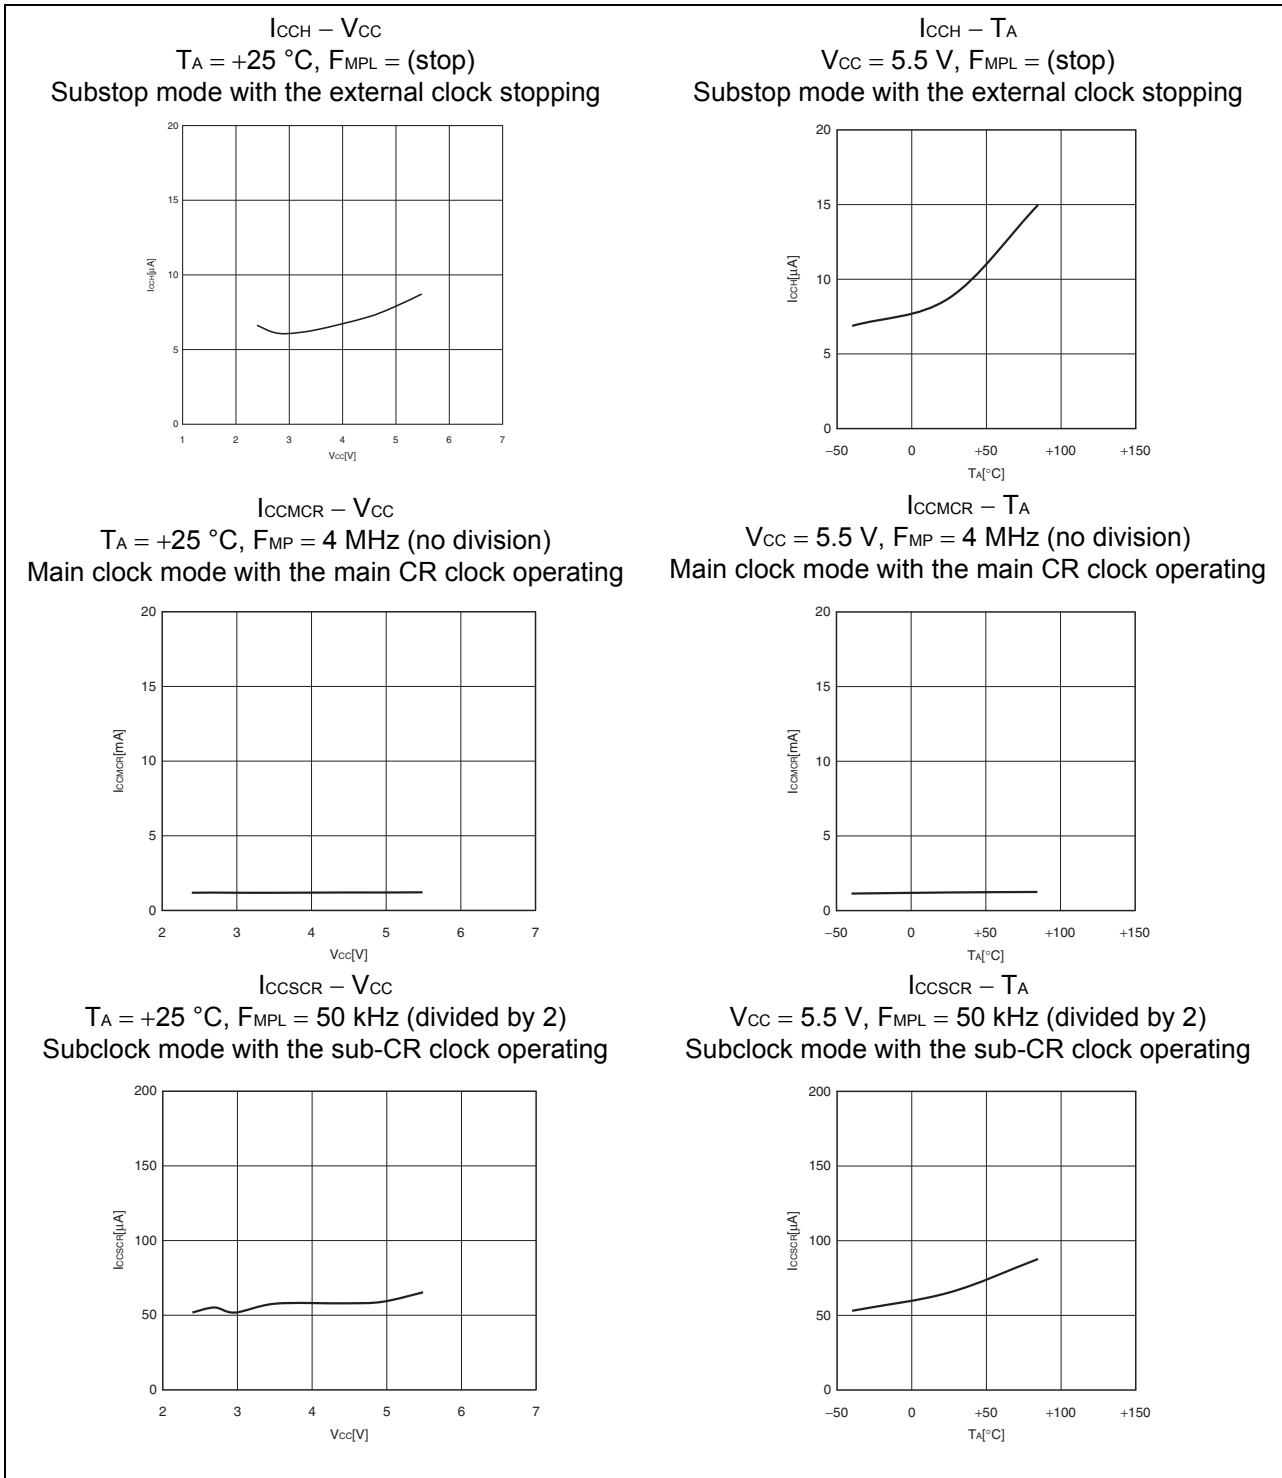 ICCH − VCC
TA = +25 °C, FMPL = (stop)
Substop mode with the external clock stopping
20
15
10
5
0
ICCH[μA]
1 2 3 4 5 6 7
VCC[V]
ICCH − TA
VCC = 5.5 V, FMPL = (stop)
Substop mode with the external clock stopping
20
15
10
5
0
ICCH[μA]
−50 0 +50 +100 +150
TA[°C]
ICCMCR − VCC
TA = +25 °C, FMP = 4 MHz (no division)
Main clock mode with the main CR clock operating
20
15
10
5
0
ICCMCR[mA]
2 3 4 5 6 7
VCC[V]
ICCMCR − TA
VCC = 5.5 V, FMP = 4 MHz (no division)
Main clock mode with the main CR clock operating
20
15
10
5
0
ICCMCR[mA]
−50 0 +50 +100 +150
TA[°C]
ICCSCR − VCC
TA = +25 °C, FMPL = 50 kHz (divided by 2)
Subclock mode with the sub-CR clock operating
200
150
100
50
0
ICCSCR[μA]
2 3 4 5 6 7
VCC[V]
ICCSCR − TA
VCC = 5.5 V, FMPL = 50 kHz (divided by 2)
Subclock mode with the sub-CR clock operating
200
150
100
50
0
ICCSCR[μA]
−50 0 +50 +100 +150
TA[°C]